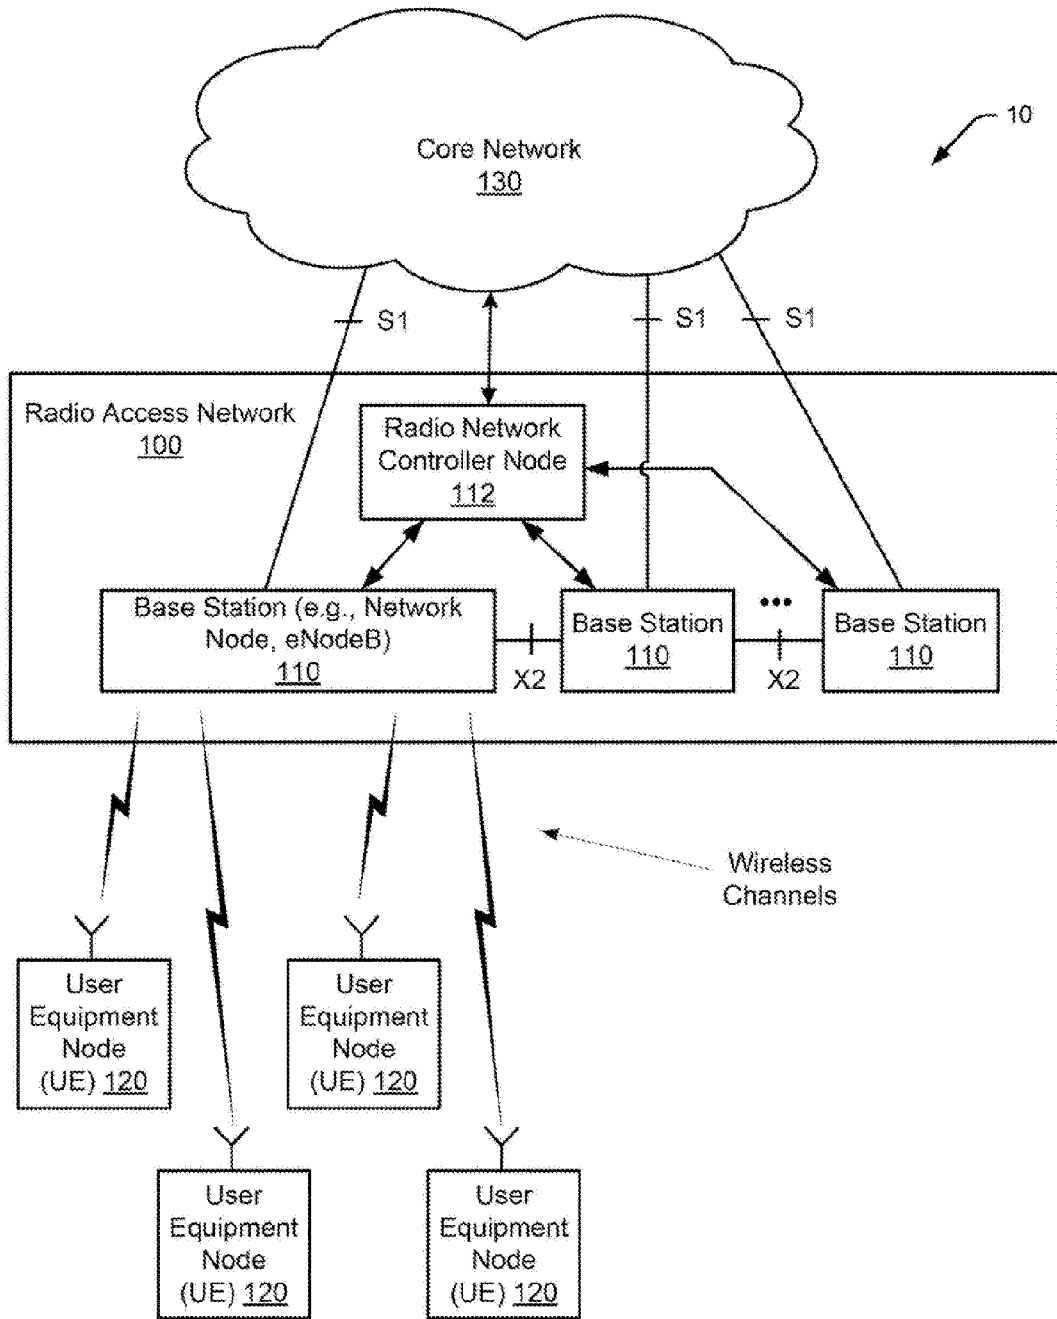 Core Network
130
10
S1
S1
S1
Radio Access Network
100
Radio Network
Controller Node
112
Base Station (e.g., Network
Node, eNodeB)
110
X2
Base Station
110
•••
X2
Base Station
110
Wireless
Channels
User
Equipment
Node
(UE) 120
User
Equipment
Node
(UE) 120
User
Equipment
Node
(UE) 120
User
Equipment
Node
(UE) 120